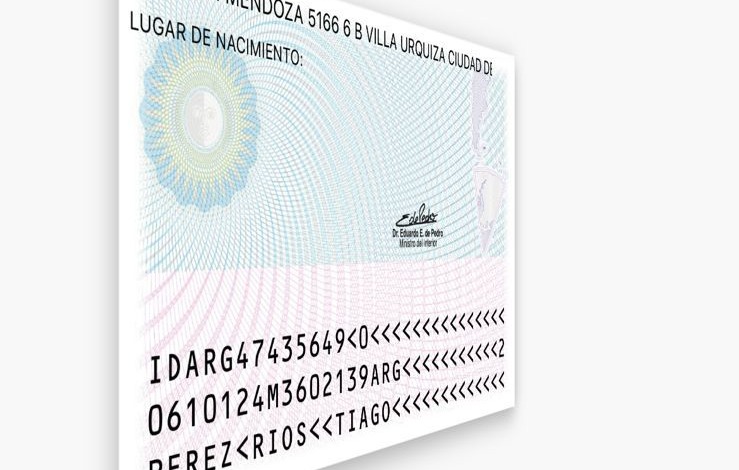 MENDOZA 5166 6 B VILLA URQUIZA CIUDAD DE
LUGAR DE NACIMIENTO:
Dr. Eduardo E. de Pedro
Ministro del Interior
IDARG47435649<0<<<<<<<<<<<<<<<
0610124M3602139ARG<<<<<<<<<<<2
PEREZ<RIOS<<TIAGO<<<<<<<<<<<<<